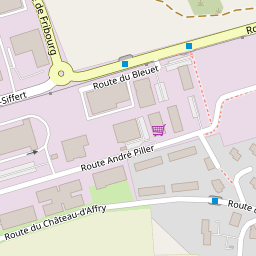 de Fribourg
Ro
Route du Bleuet
-Siffert
Route André Piller
Route du Château-d'Affry
Route d